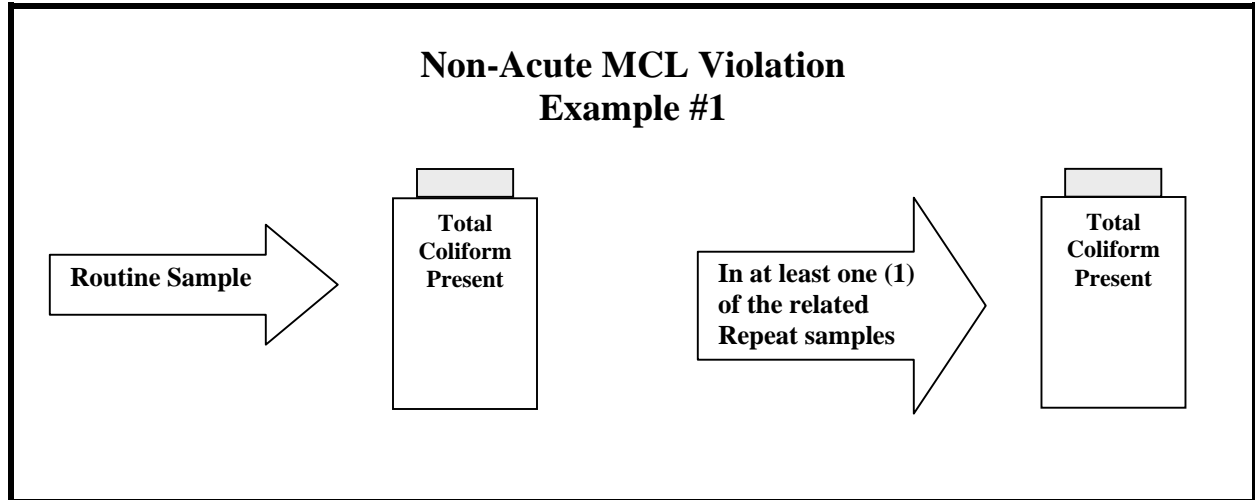 Non-Acute MCL Violation
Example #1
Routine Sample
Total
Coliform
Present
In at least one (1)
of the related
Repeat samples
Total
Coliform
Present